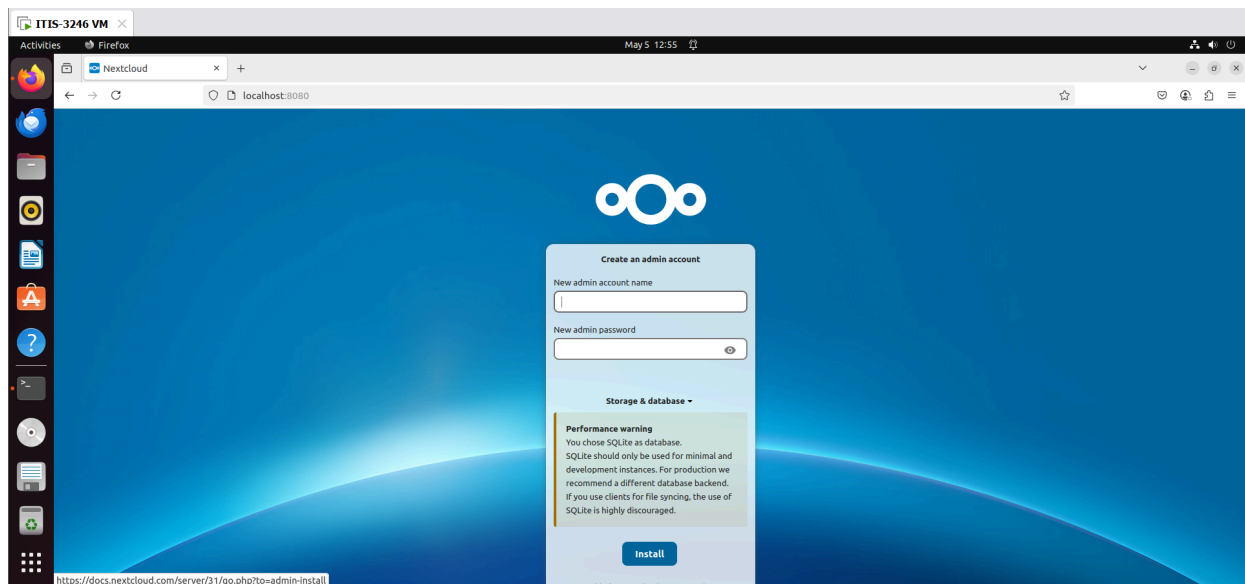 ITIS-3246 VM
Activities Firefox May 5 12:55
Nextcloud
localhost:8080
Create an admin account
New admin account name
New admin password
Storage & database
Performance warning
You chose SQLite as database.
SQLite should only be used for minimal and
development instances. For production we
recommend a different database backend.
If you use clients for file syncing, the use of
SQLite is highly discouraged.
Install
https://docs.nextcloud.com/server/31/go.php?to=admin-install